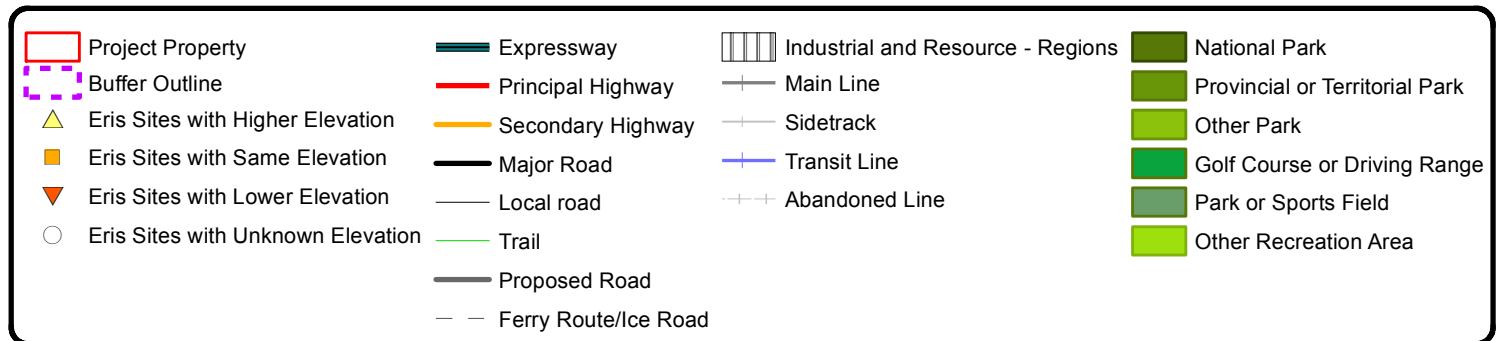 Project Property
Buffer Outline
Eris Sites with Higher Elevation
Eris Sites with Same Elevation
Eris Sites with Lower Elevation
Eris Sites with Unknown Elevation
Expressway
Principal Highway
Secondary Highway
Major Road
Local road
Trail
Proposed Road
Ferry Route/Ice Road
Industrial and Resource - Regions
Main Line
Sidetrack
Transit Line
Abandoned Line
National Park
Provincial or Territorial Park
Other Park
Golf Course or Driving Range
Park or Sports Field
Other Recreation Area